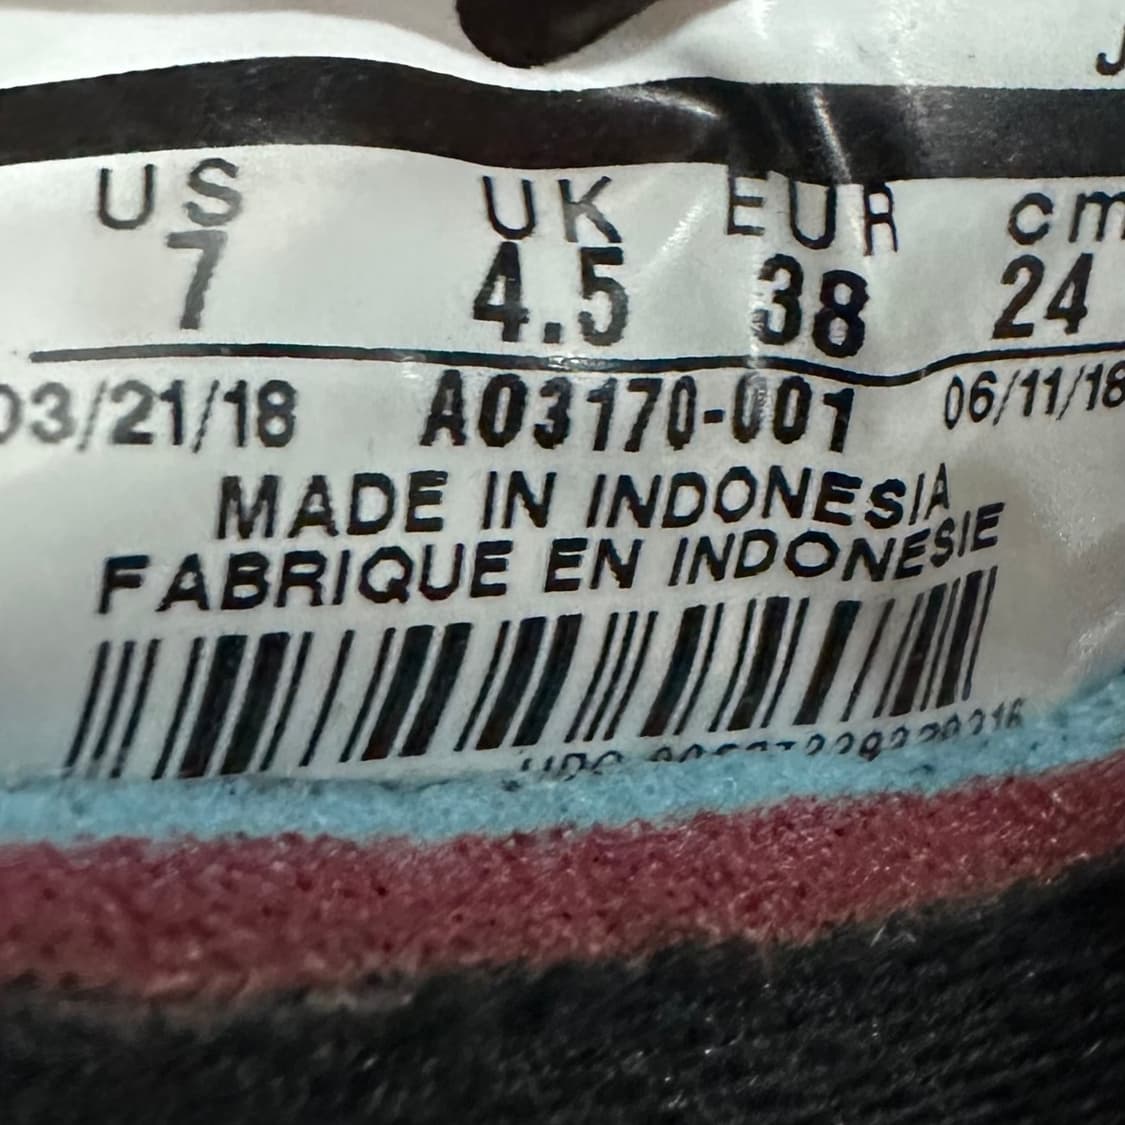 US UK EUR cm
7 4.5 38 24
03/21/18 A03170-001 06/11/18
MADE IN INDONESIA
FABRIQUE EN INDONESIE